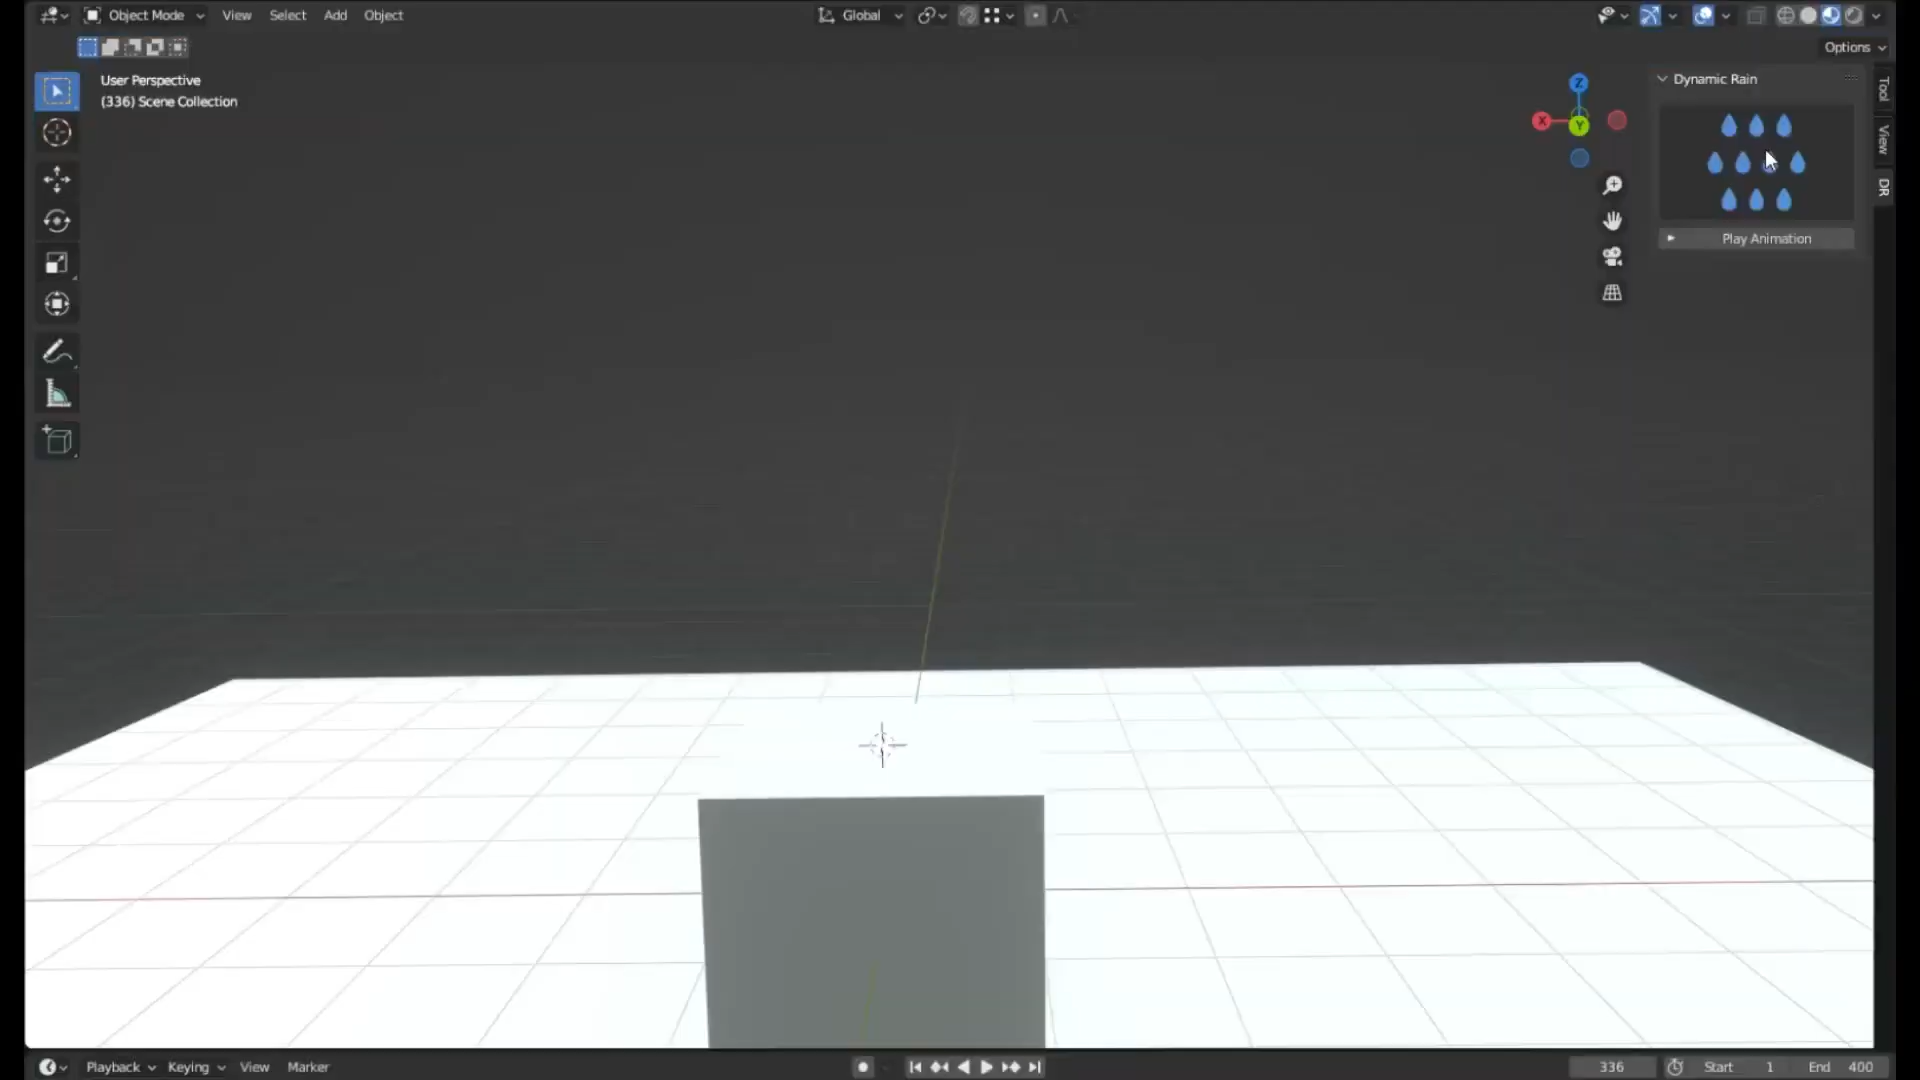 Object Mode View Select Add Object Global
Options
User Perspective
(336) Scene Collection
Dynamic Rain
Z
X
Y
Play Animation
Tool
View
DR
Playback Keying View Marker 336 Start 1 End 400